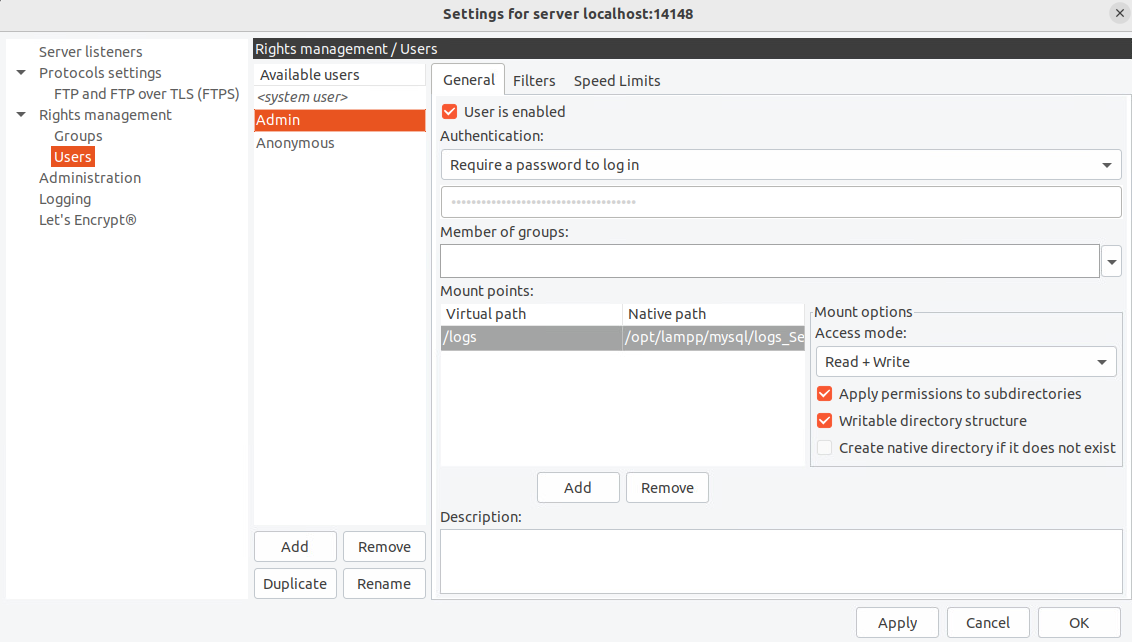 Settings for server localhost:14148
Server listeners
Protocols settings
FTP and FTP over TLS (FTPS)
Rights management
Groups
Users
Administration
Logging
Let's Encrypt®
Rights management / Users
Available users
<system user>
Admin
Anonymous
Add Remove
Duplicate Rename
General Filters Speed Limits
User is enabled
Authentication:
Require a password to log in
Member of groups:
Mount points:
Virtual path Native path
/logs /opt/lampp/mysql/logs_Se
Mount options
Access mode:
Read + Write
Apply permissions to subdirectories
Writable directory structure
Create native directory if it does not exist
Add Remove
Description:
Apply Cancel OK